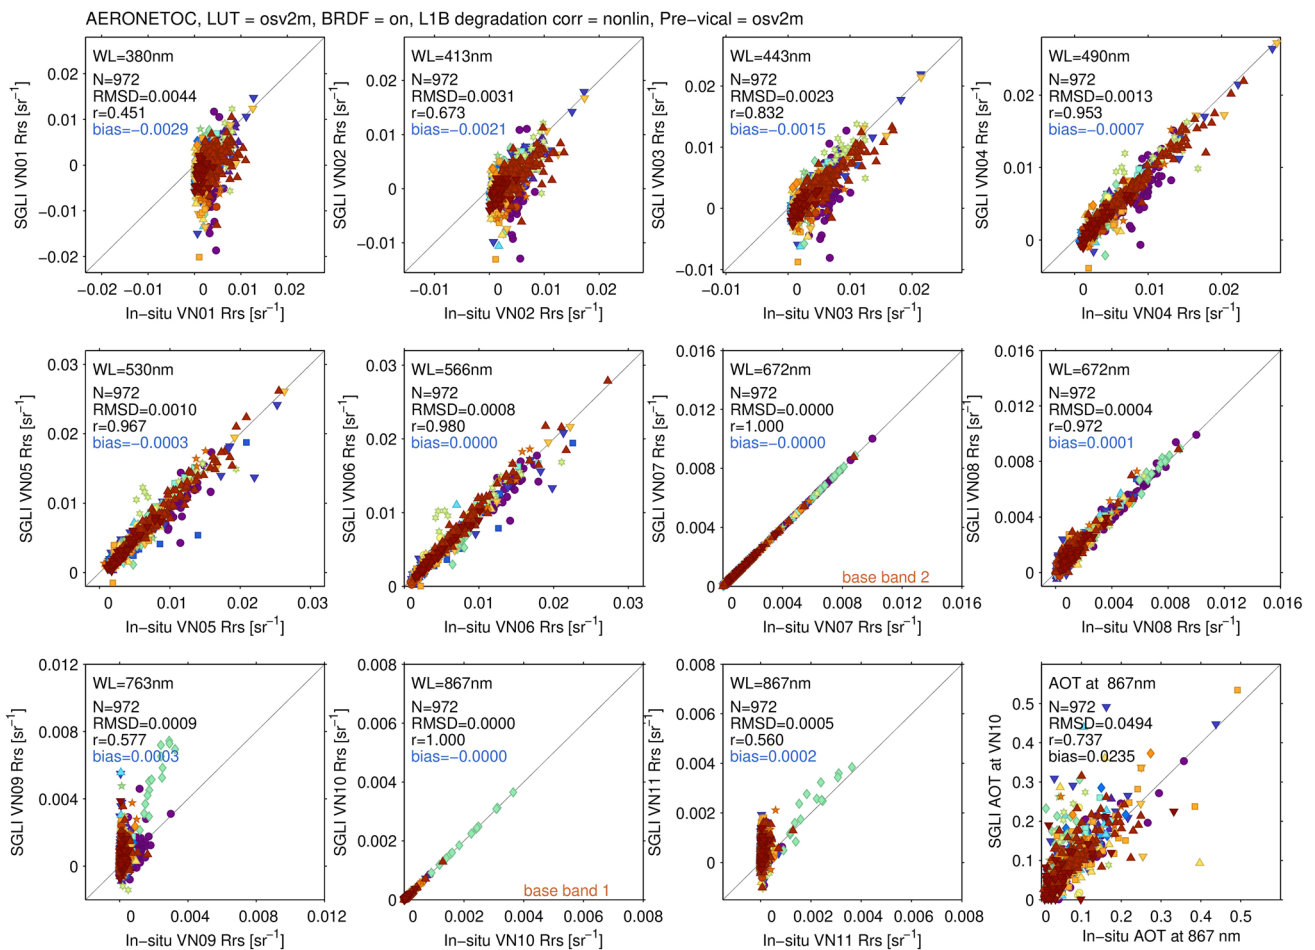 AERONETOC, LUT = osv2m, BRDF = on, L1B degradation corr = nonlin, Pre−vical = osv2m
SGLI VN01 Rrs [sr−1]
0.02
0.01
0
−0.01
−0.02
WL=380nm
N=972
RMSD=0.0044
r=0.451
bias=−0.0029
−0.02 −0.01 0 0.01 0.02
In−situ VN01 Rrs [sr−1]
SGLI VN02 Rrs [sr−1]
0.02
0.01
0
−0.01
WL=413nm
N=972
RMSD=0.0031
r=0.673
bias=−0.0021
−0.01 0 0.01 0.02
In−situ VN02 Rrs [sr−1]
SGLI VN03 Rrs [sr−1]
0.02
0.01
0
−0.01
WL=443nm
N=972
RMSD=0.0023
r=0.832
bias=−0.0015
−0.01 0 0.01 0.02
In−situ VN03 Rrs [sr−1]
SGLI VN04 Rrs [sr−1]
0.02
0.01
0
WL=490nm
N=972
RMSD=0.0013
r=0.953
bias=−0.0007
0 0.01 0.02
In−situ VN04 Rrs [sr−1]
SGLI VN05 Rrs [sr−1]
0.03
0.02
0.01
0
WL=530nm
N=972
RMSD=0.0010
r=0.967
bias=−0.0003
0 0.01 0.02 0.03
In−situ VN05 Rrs [sr−1]
SGLI VN06 Rrs [sr−1]
0.03
0.02
0.01
0
WL=566nm
N=972
RMSD=0.0008
r=0.980
bias=0.0000
0 0.01 0.02 0.03
In−situ VN06 Rrs [sr−1]
SGLI VN07 Rrs [sr−1]
0.016
0.012
0.008
0.004
0
WL=672nm
N=972
RMSD=0.0000
r=1.000
bias=−0.0000
base band 2
0 0.004 0.008 0.012 0.016
In−situ VN07 Rrs [sr−1]
SGLI VN08 Rrs [sr−1]
0.016
0.012
0.008
0.004
0
WL=672nm
N=972
RMSD=0.0004
r=0.972
bias=0.0001
0 0.004 0.008 0.012 0.016
In−situ VN08 Rrs [sr−1]
SGLI VN09 Rrs [sr−1]
0.012
0.008
0.004
0
WL=763nm
N=972
RMSD=0.0009
r=0.577
bias=0.0003
0 0.004 0.008 0.012
In−situ VN09 Rrs [sr−1]
SGLI VN10 Rrs [sr−1]
0.008
0.006
0.004
0.002
0
WL=867nm
N=972
RMSD=0.0000
r=1.000
bias=−0.0000
base band 1
0 0.002 0.004 0.006 0.008
In−situ VN10 Rrs [sr−1]
SGLI VN11 Rrs [sr−1]
0.008
0.006
0.004
0.002
0
WL=867nm
N=972
RMSD=0.0005
r=0.560
bias=0.0002
0 0.002 0.004 0.006 0.008
In−situ VN11 Rrs [sr−1]
SGLI AOT at VN10
0.5
0.4
0.3
0.2
0.1
0
AOT at 867nm
N=972
RMSD=0.0494
r=0.737
bias=0.0235
0 0.1 0.2 0.3 0.4 0.5
In−situ AOT at 867 nm